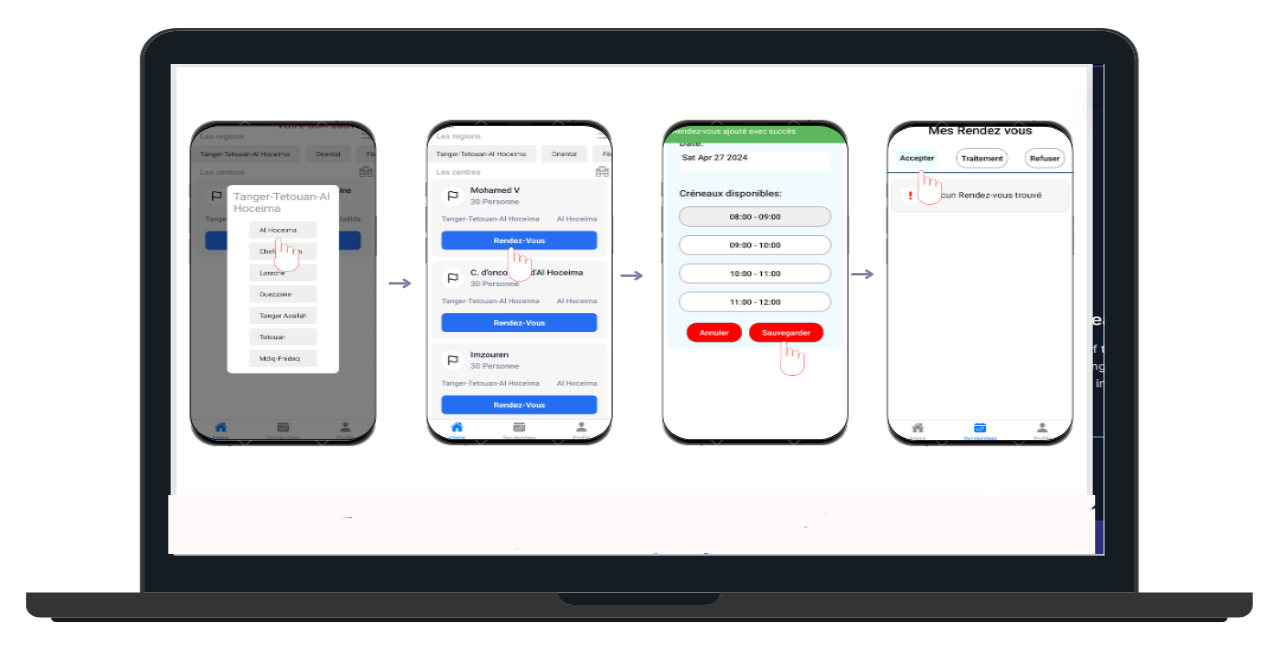 Les regions
Tanger-Tetouan-Al Hoceima
Oriental
Les centres
Tanger-Tetouan-Al
Hoceima
Al Hoceima
Larache
Ouezzane
Tanger Assilah
Tetouan
Mdiq-Fnideq
Home
RendezVous
Profile
Les regions
Tanger-Tetouan-Al Hoceima
Oriental
Les centres
Mohamed V
30 Personne
Tanger-Tetouan-Al Hoceima
Al Hoceima
Rendez-Vous
C. d'Al Hoceima
30 Personne
Tanger-Tetouan-Al Hoceima
Al Hoceima
Rendez-Vous
Imzouren
30 Personne
Tanger-Tetouan-Al Hoceima
Al Hoceima
Rendez-Vous
Home
RendezVous
Profile
Rendez-vous ajouté avec succès
Date:
Sat Apr 27 2024
Créneaux disponibles:
08:00 - 09:00
09:00 - 10:00
10:00 - 11:00
11:00 - 12:00
Annuler
Sauvegarder
Mes Rendez vous
Accepter
Traitement
Refuser
Rendez-vous trouvé
Home
RendezVous
Profile